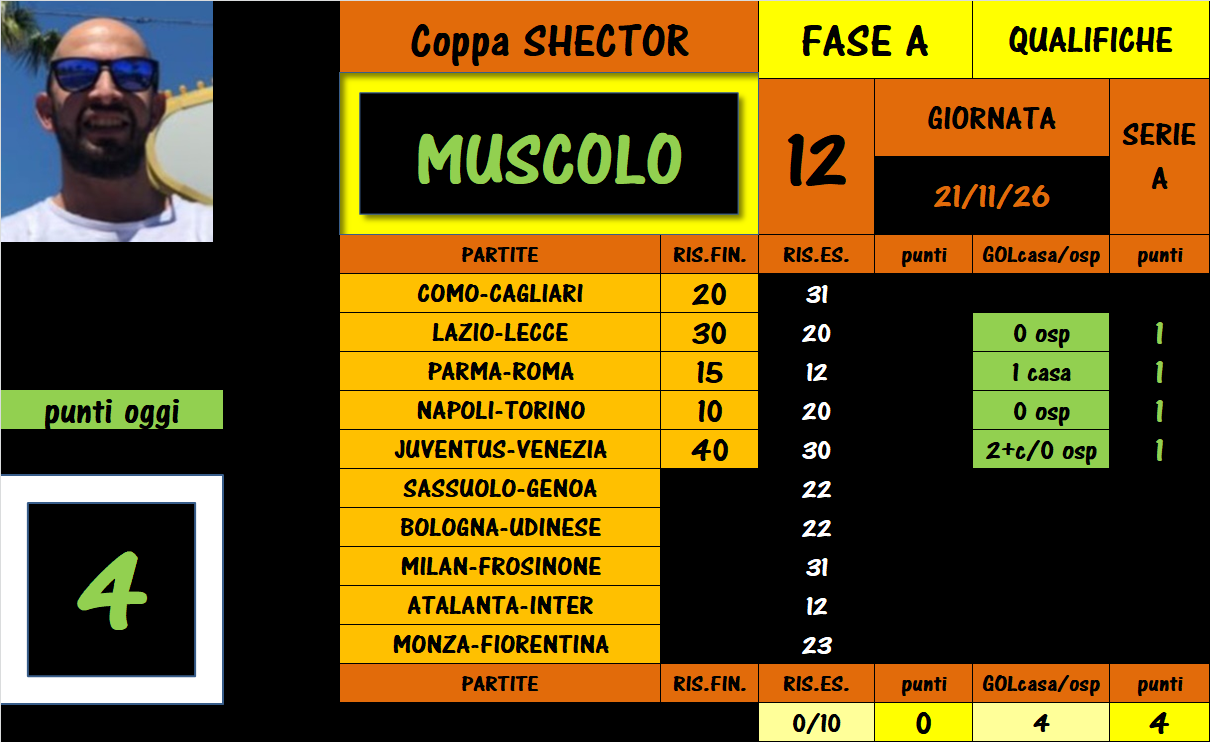 Coppa SHECTOR FASE A QUALIFICHE
MUSCOLO 12 GIORNATA SERIE A
21/11/26
PARTITE RIS.FIN. RIS.ES. punti GOLcasa/osp punti
COMO-CAGLIARI 20 31
LAZIO-LECCE 30 20 0 osp 1
PARMA-ROMA 15 12 1 casa 1
punti oggi
NAPOLI-TORINO 10 20 0 osp 1
JUVENTUS-VENEZIA 40 30 2+c/0 osp 1
SASSUOLO-GENOA 22
BOLOGNA-UDINESE 22
4
MILAN-FROSINONE 31
ATALANTA-INTER 12
MONZA-FIORENTINA 23
PARTITE RIS.FIN. RIS.ES. punti GOLcasa/osp punti
0/10 0 4 4